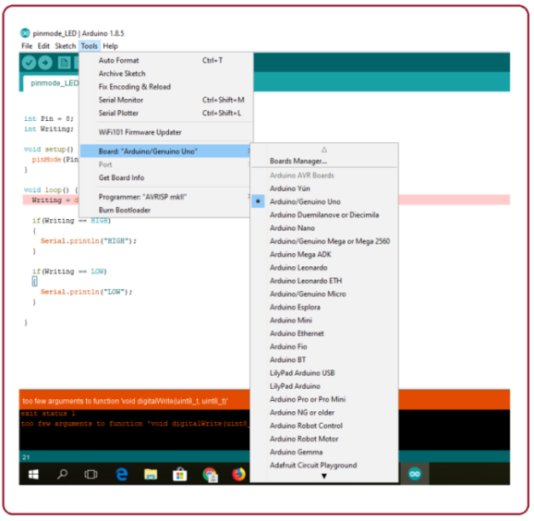 pinmode_LED | Arduino 1.8.5
File Edit Sketch Tools Help
pinmode_LED
Auto Format Ctrl+T
Archive Sketch
Fix Encoding & Reload
Serial Monitor Ctrl+Shift+M
Serial Plotter Ctrl+Shift+L
WiFi101 Firmware Updater
Board: "Arduino/Genuino Uno"
Port
Get Board Info
Programmer: "AVRISP mkII"
Burn Bootloader
int Pin = 8;
int Writing;
void setup()
pinMode(Pin
}
void loop() {
Writing = d
if(Writing == HIGH)
{
Serial.println("HIGH");
}
if(Writing == LOW)
{
Serial.println("LOW");
}
}
Boards Manager...
Arduino AVR Boards
Arduino Yún
Arduino/Genuino Uno
Arduino Duemilanove or Diecimila
Arduino Nano
Arduino/Genuino Mega or Mega 2560
Arduino Mega ADK
Arduino Leonardo
Arduino Leonardo ETH
Arduino/Genuino Micro
Arduino Esplora
Arduino Mini
Arduino Ethernet
Arduino Fio
Arduino BT
LilyPad Arduino USB
LilyPad Arduino
Arduino Pro or Pro Mini
Arduino NG or older
Arduino Robot Control
Arduino Robot Motor
Arduino Gemma
Adafruit Circuit Playground
too few arguments to function 'void digitalWrite(uint8_t, uint8_t)'
exit status 1
too few arguments to function 'void digitalWrite(uint8_
21